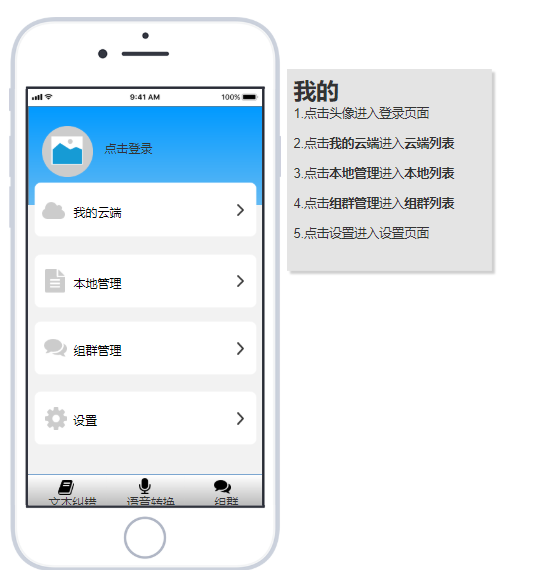 9:41 AM
100%
点击登录
我的云端
本地管理
组群管理
设置
文本纠错
语音转换
组群
我的
1.点击头像进入登录页面
2.点击我的云端进入云端列表
3.点击本地管理进入本地列表
4.点击组群管理进入组群列表
5.点击设置进入设置页面